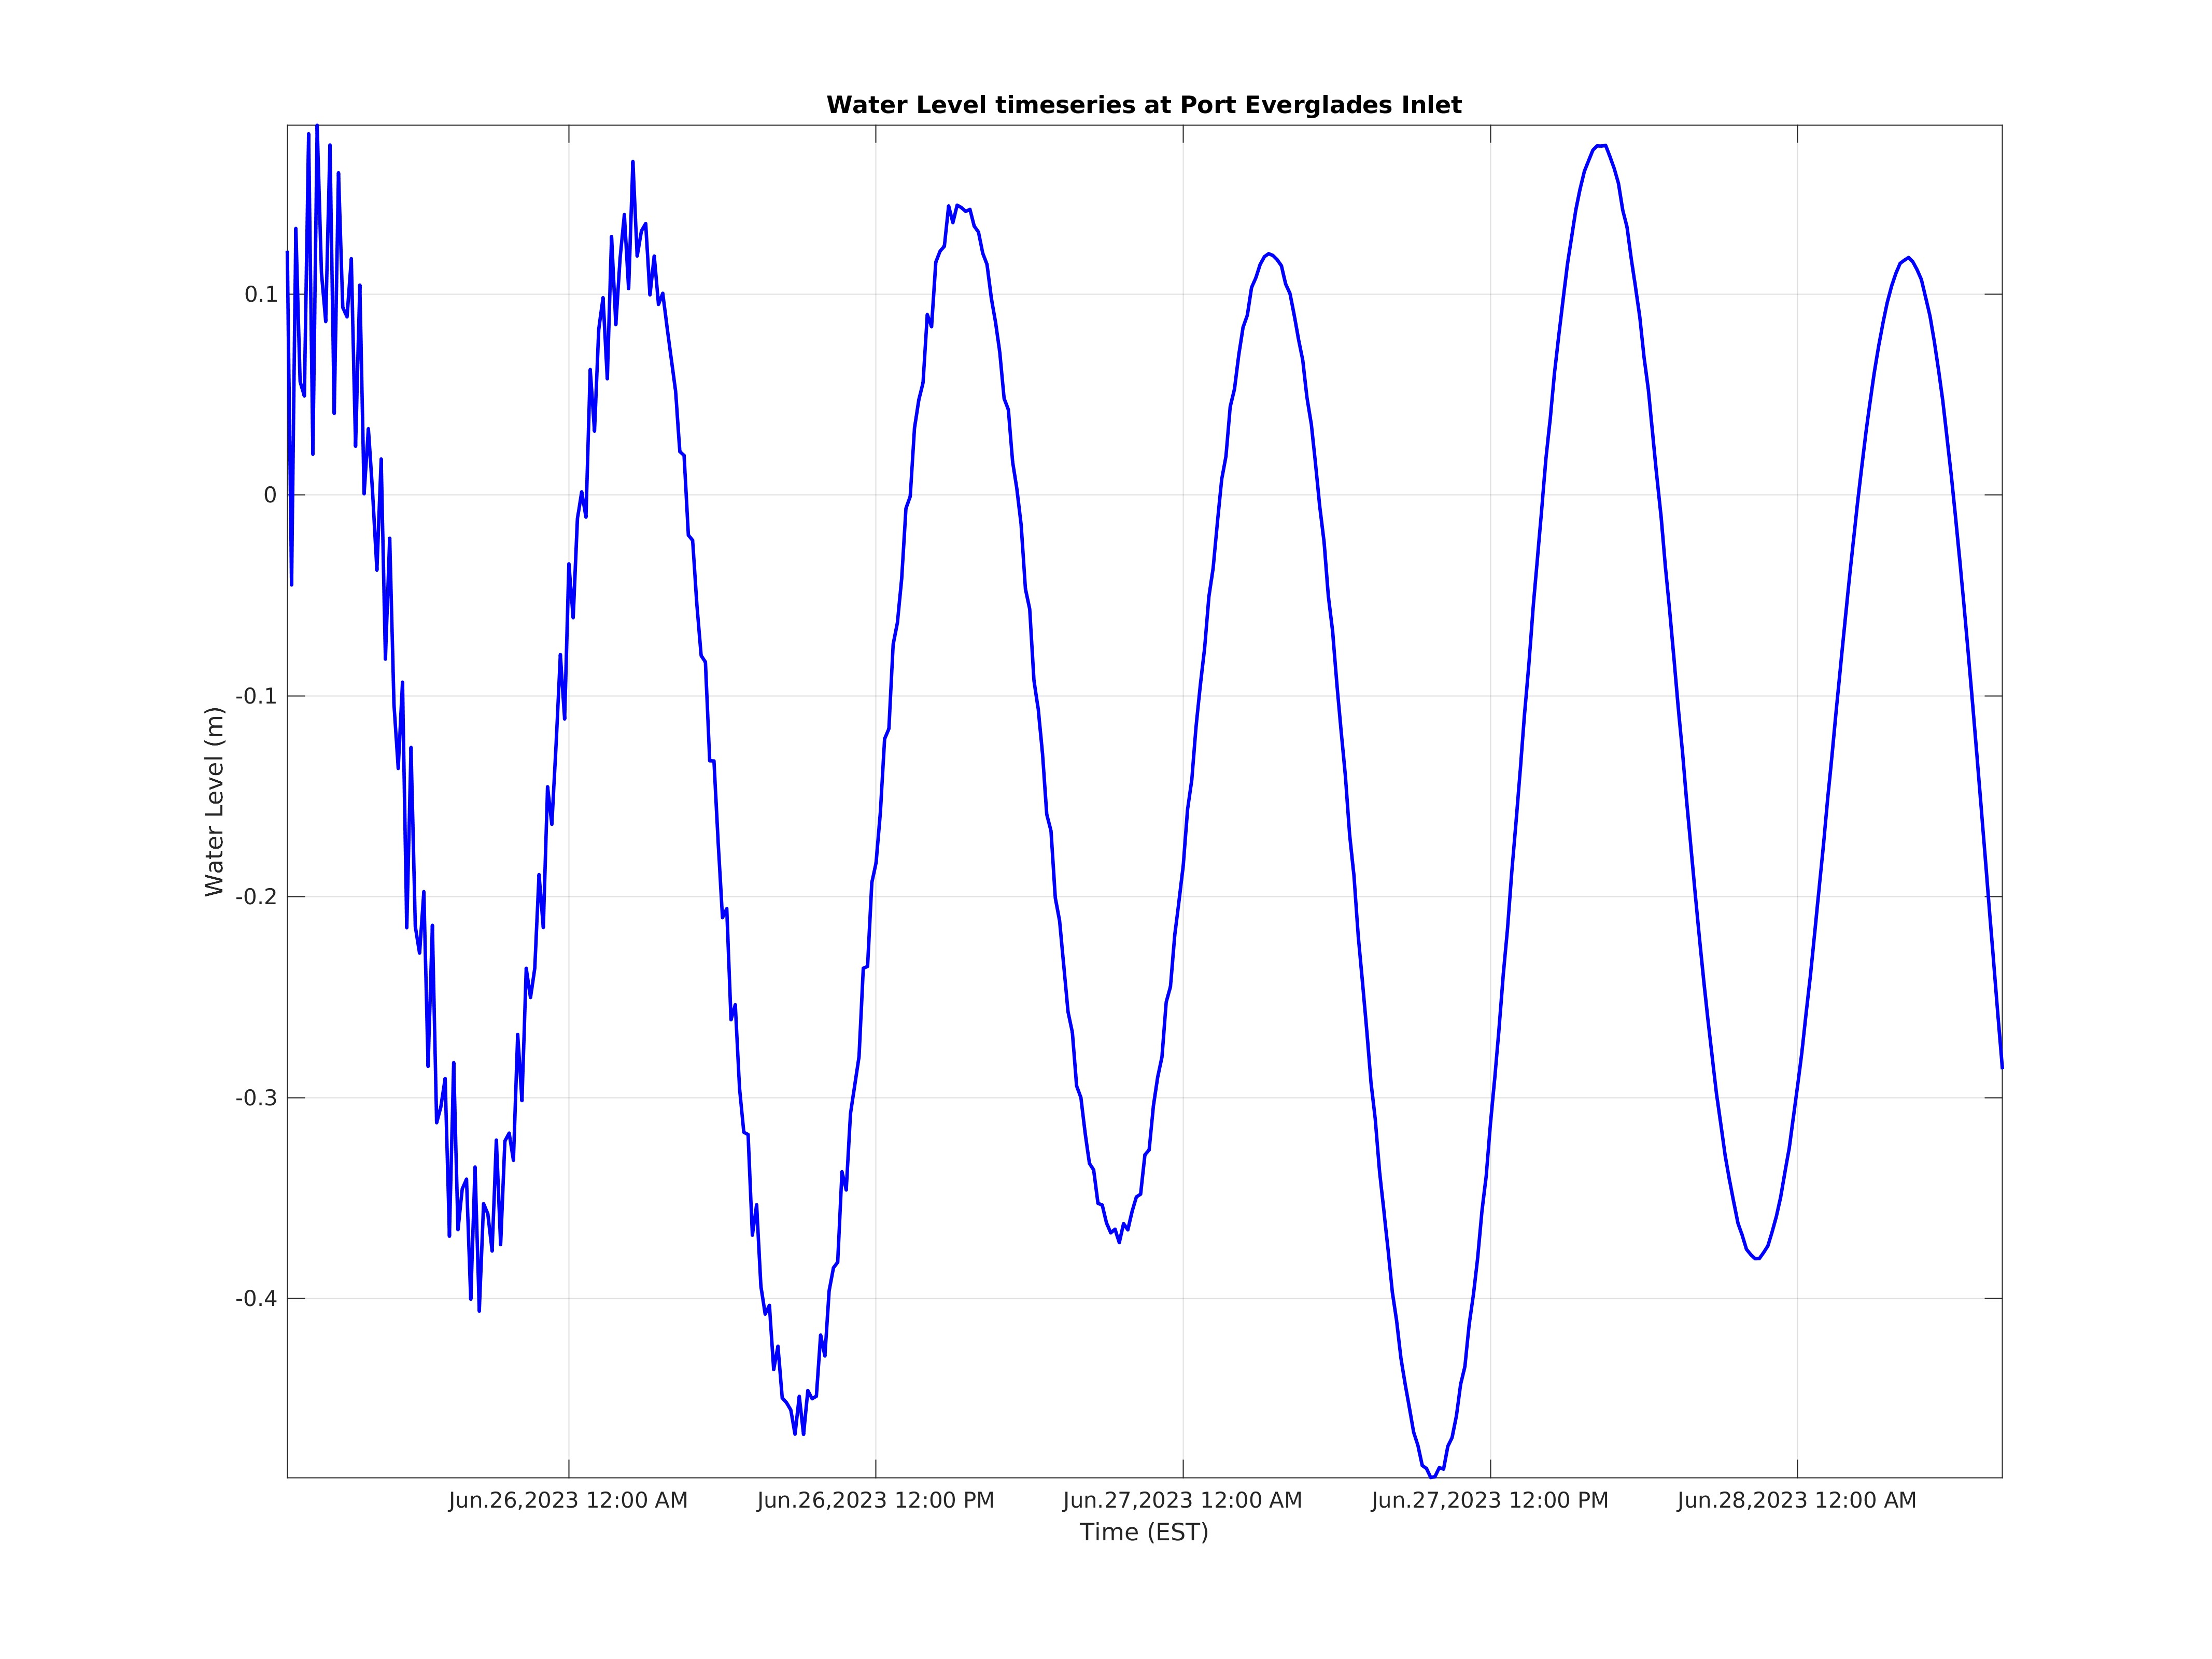 Water Level timeseries at Port Everglades Inlet
Water Level (m)
0.1
0
-0.1
-0.2
-0.3
-0.4
Jun.26,2023 12:00 AM
Jun.26,2023 12:00 PM
Jun.27,2023 12:00 AM
Jun.27,2023 12:00 PM
Jun.28,2023 12:00 AM
Time (EST)